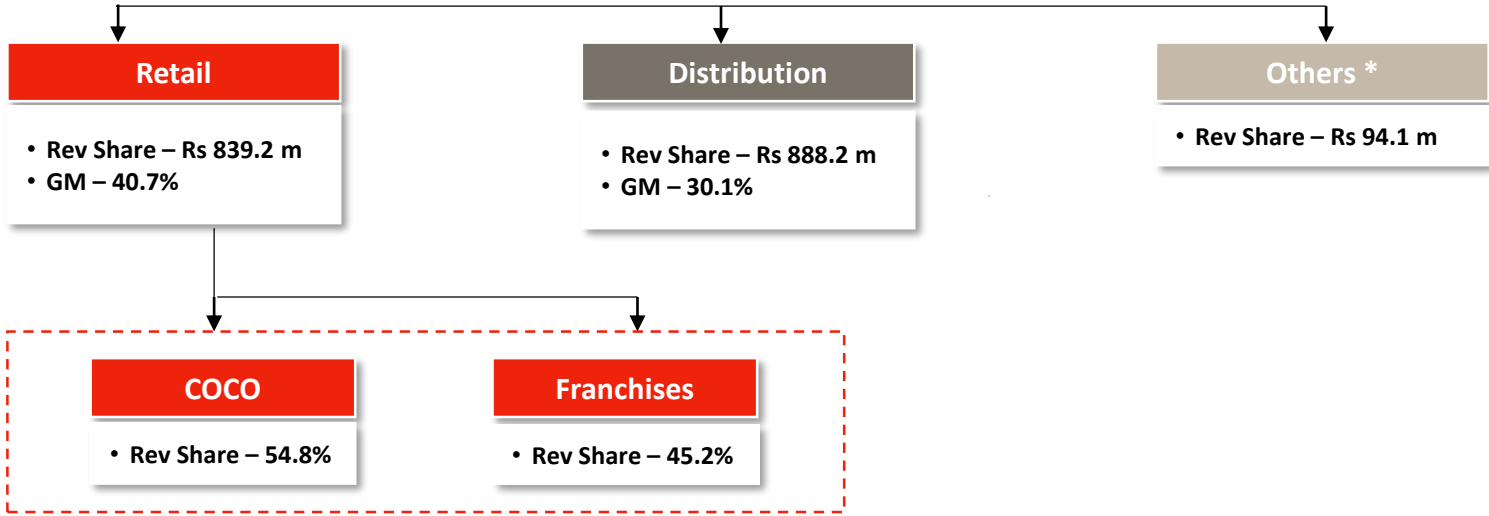 Retail
• Rev Share – Rs 839.2 m
• GM – 40.7%
Distribution
• Rev Share – Rs 888.2 m
• GM – 30.1%
Others *
• Rev Share – Rs 94.1 m
COCO
• Rev Share – 54.8%
Franchises
• Rev Share – 45.2%